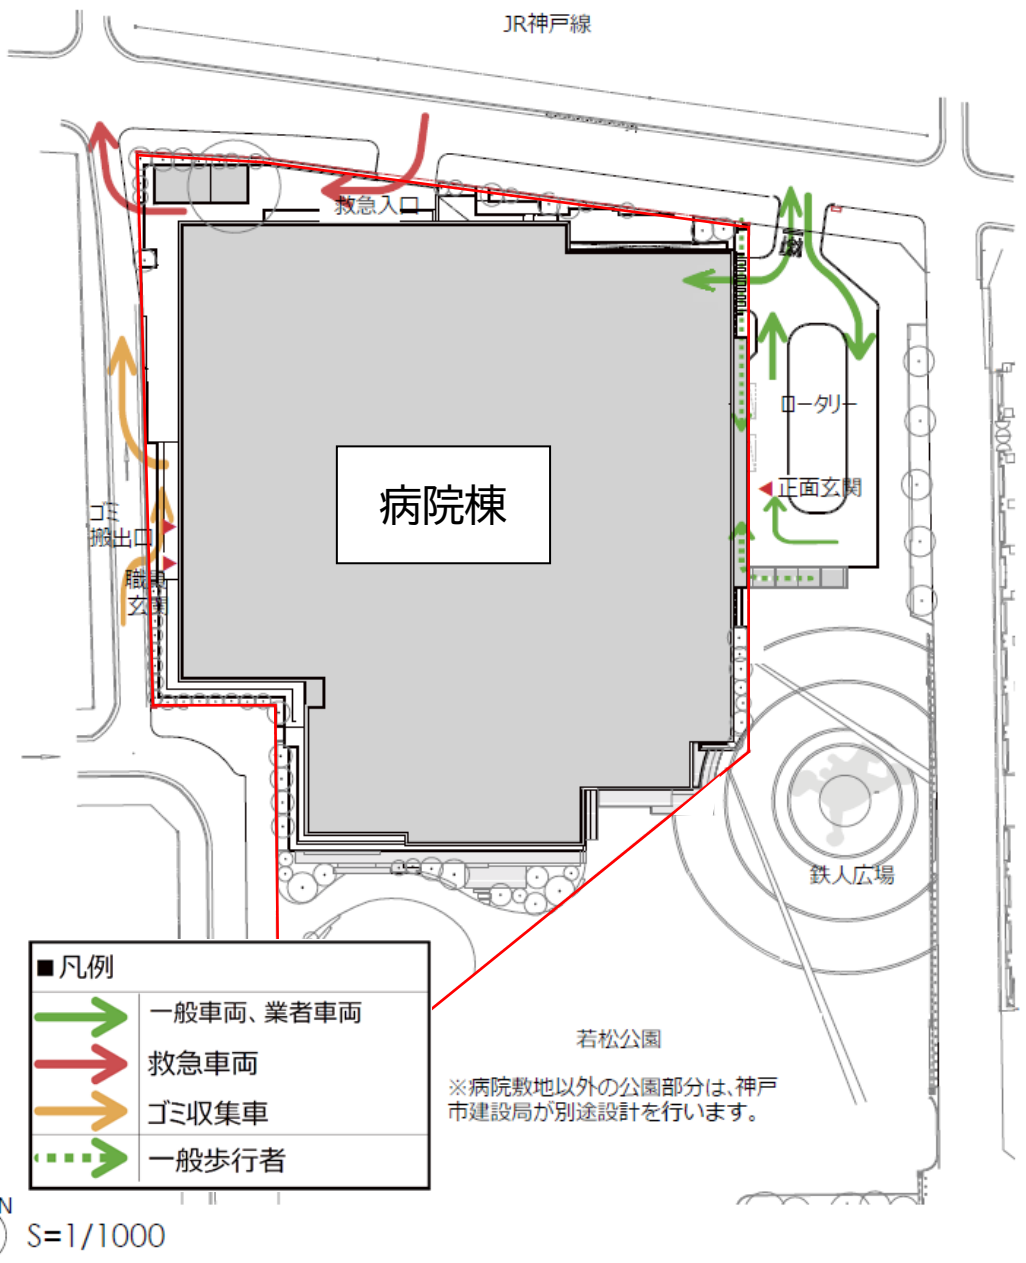 JR神戸線
救急入口
ロータリー
病院棟
正面玄関
ゴミ
搬出口
職員
玄関
鉄人広場
■凡例
一般車両、業者車両
救急車両
ゴミ収集車
一般歩行者
若松公園
※病院敷地以外の公園部分は、神戸
市建設局が別途設計を行います。
N
S=1/1000